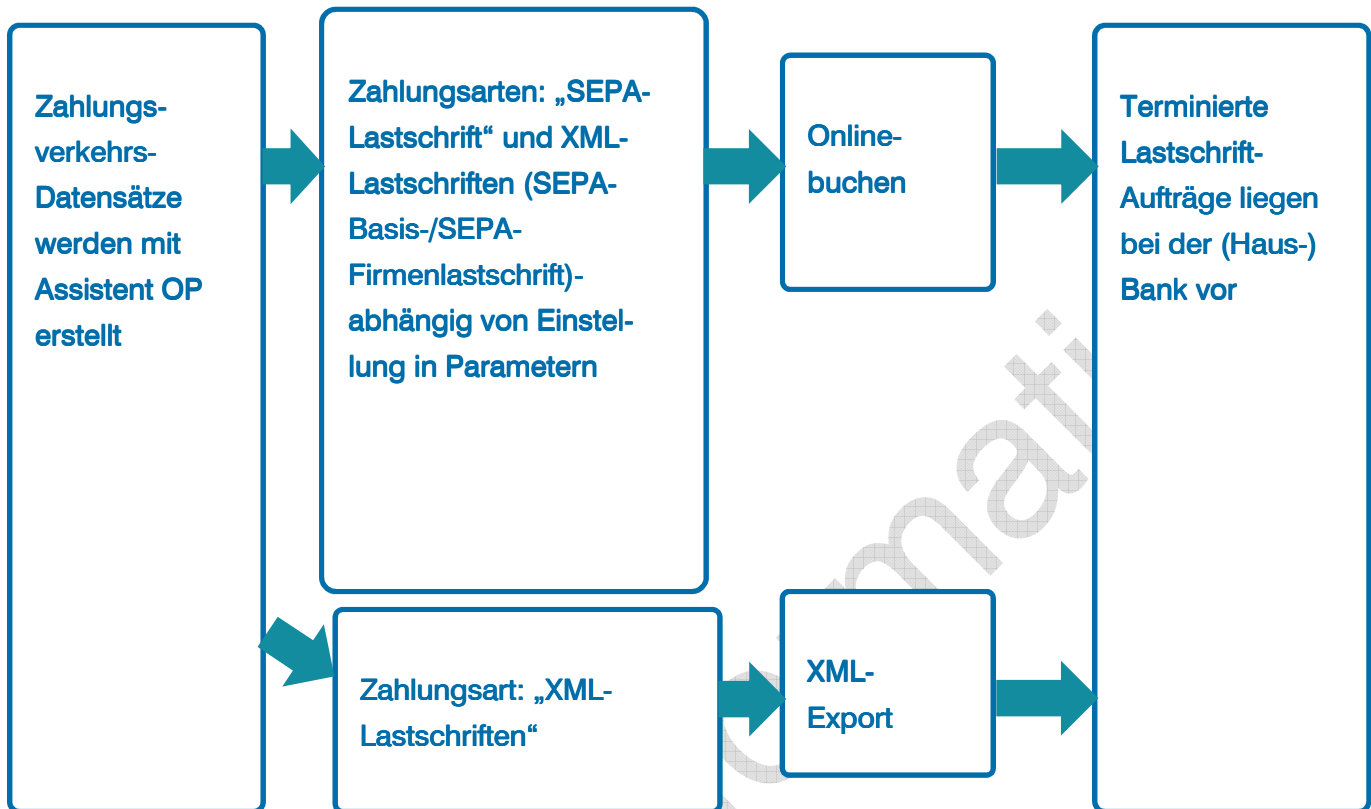 Zahlungs-
verkehrs-
Datensätze
werden mit
Assistent OP
erstellt
Zahlungsarten: „SEPA-
Lastschrift“ und XML-
Lastschriften (SEPA-
Basis-/SEPA-
Firmenlastschrift)-
abhängig von Einstel-
lung in Parametern
Online-
buchen
Terminierte
Lastschrift-
Aufträge liegen
bei der (Haus-)
Bank vor
Zahlungsart: „XML-
Lastschriften“
XML-
Export